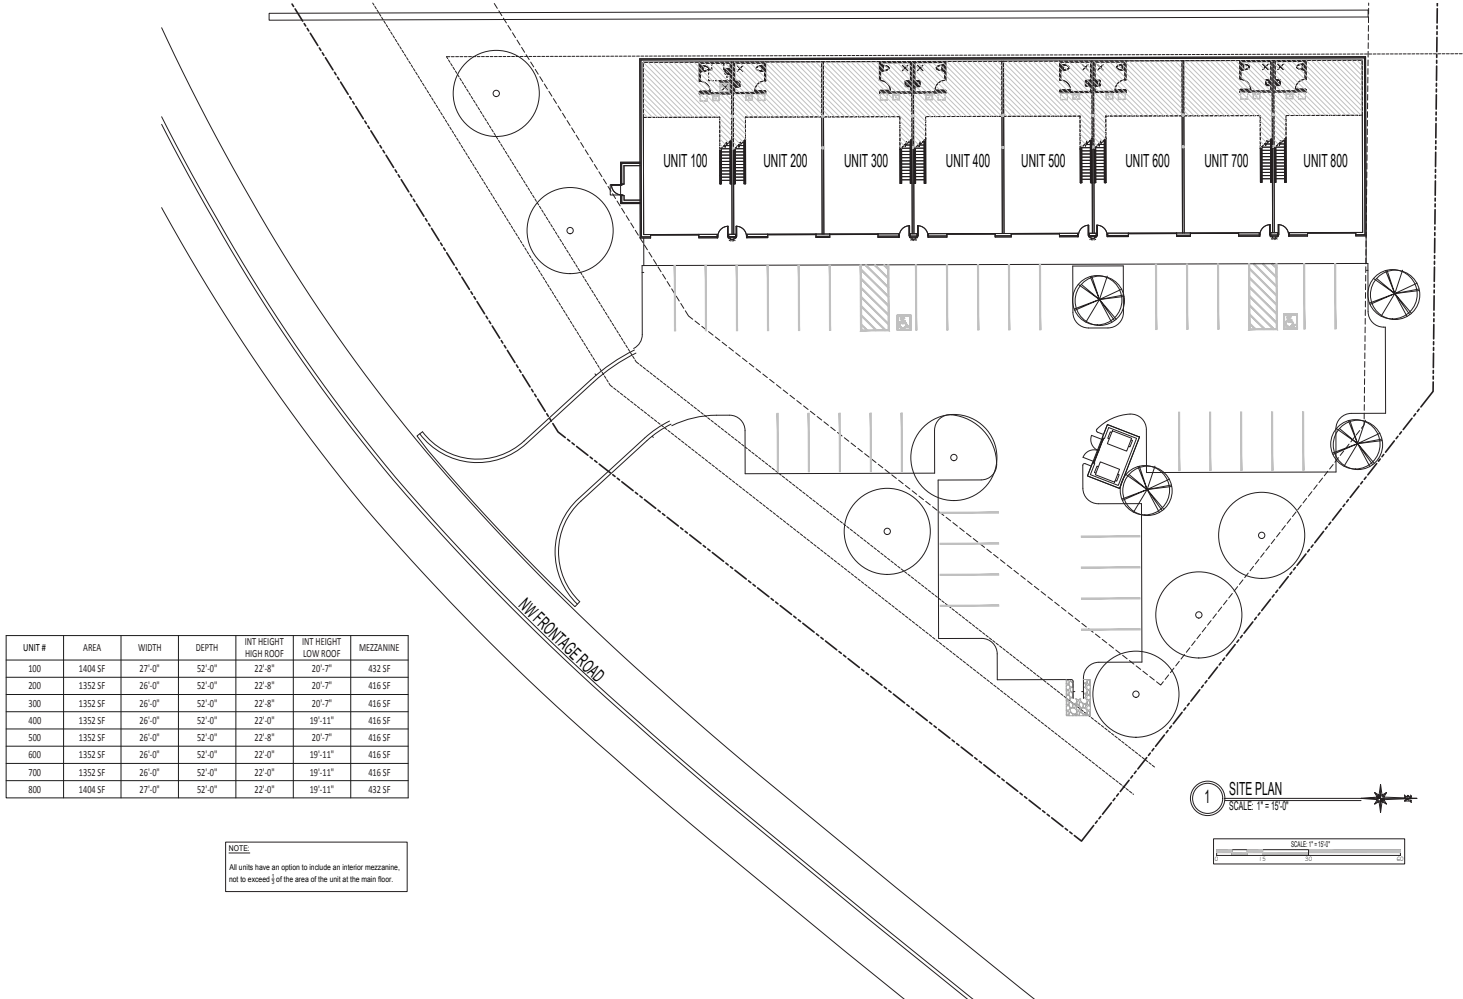 UNIT 100 UNIT 200 UNIT 300 UNIT 400 UNIT 500 UNIT 600 UNIT 700 UNIT 800
NW FRONTAGE ROAD
UNIT # AREA WIDTH DEPTH INT HEIGHT HIGH ROOF INT HEIGHT LOW ROOF MEZZANINE
100 1404 SF 27'-0" 52'-0" 22'-8" 20'-7" 432 SF
200 1352 SF 26'-0" 52'-0" 22'-8" 20'-7" 416 SF
300 1352 SF 26'-0" 52'-0" 22'-8" 20'-7" 416 SF
400 1352 SF 26'-0" 52'-0" 22'-0" 19'-11" 416 SF
500 1352 SF 26'-0" 52'-0" 22'-8" 20'-7" 416 SF
600 1352 SF 26'-0" 52'-0" 22'-0" 19'-11" 416 SF
700 1352 SF 26'-0" 52'-0" 22'-0" 19'-11" 416 SF
800 1404 SF 27'-0" 52'-0" 22'-0" 19'-11" 432 SF
NOTE:
All units have an option to include an interior mezzanine,
not to exceed ⅓ of the area of the unit at the main floor.
1 SITE PLAN
SCALE: 1" = 15'-0"
SCALE: 1" = 15'-0"
0 15 30 60